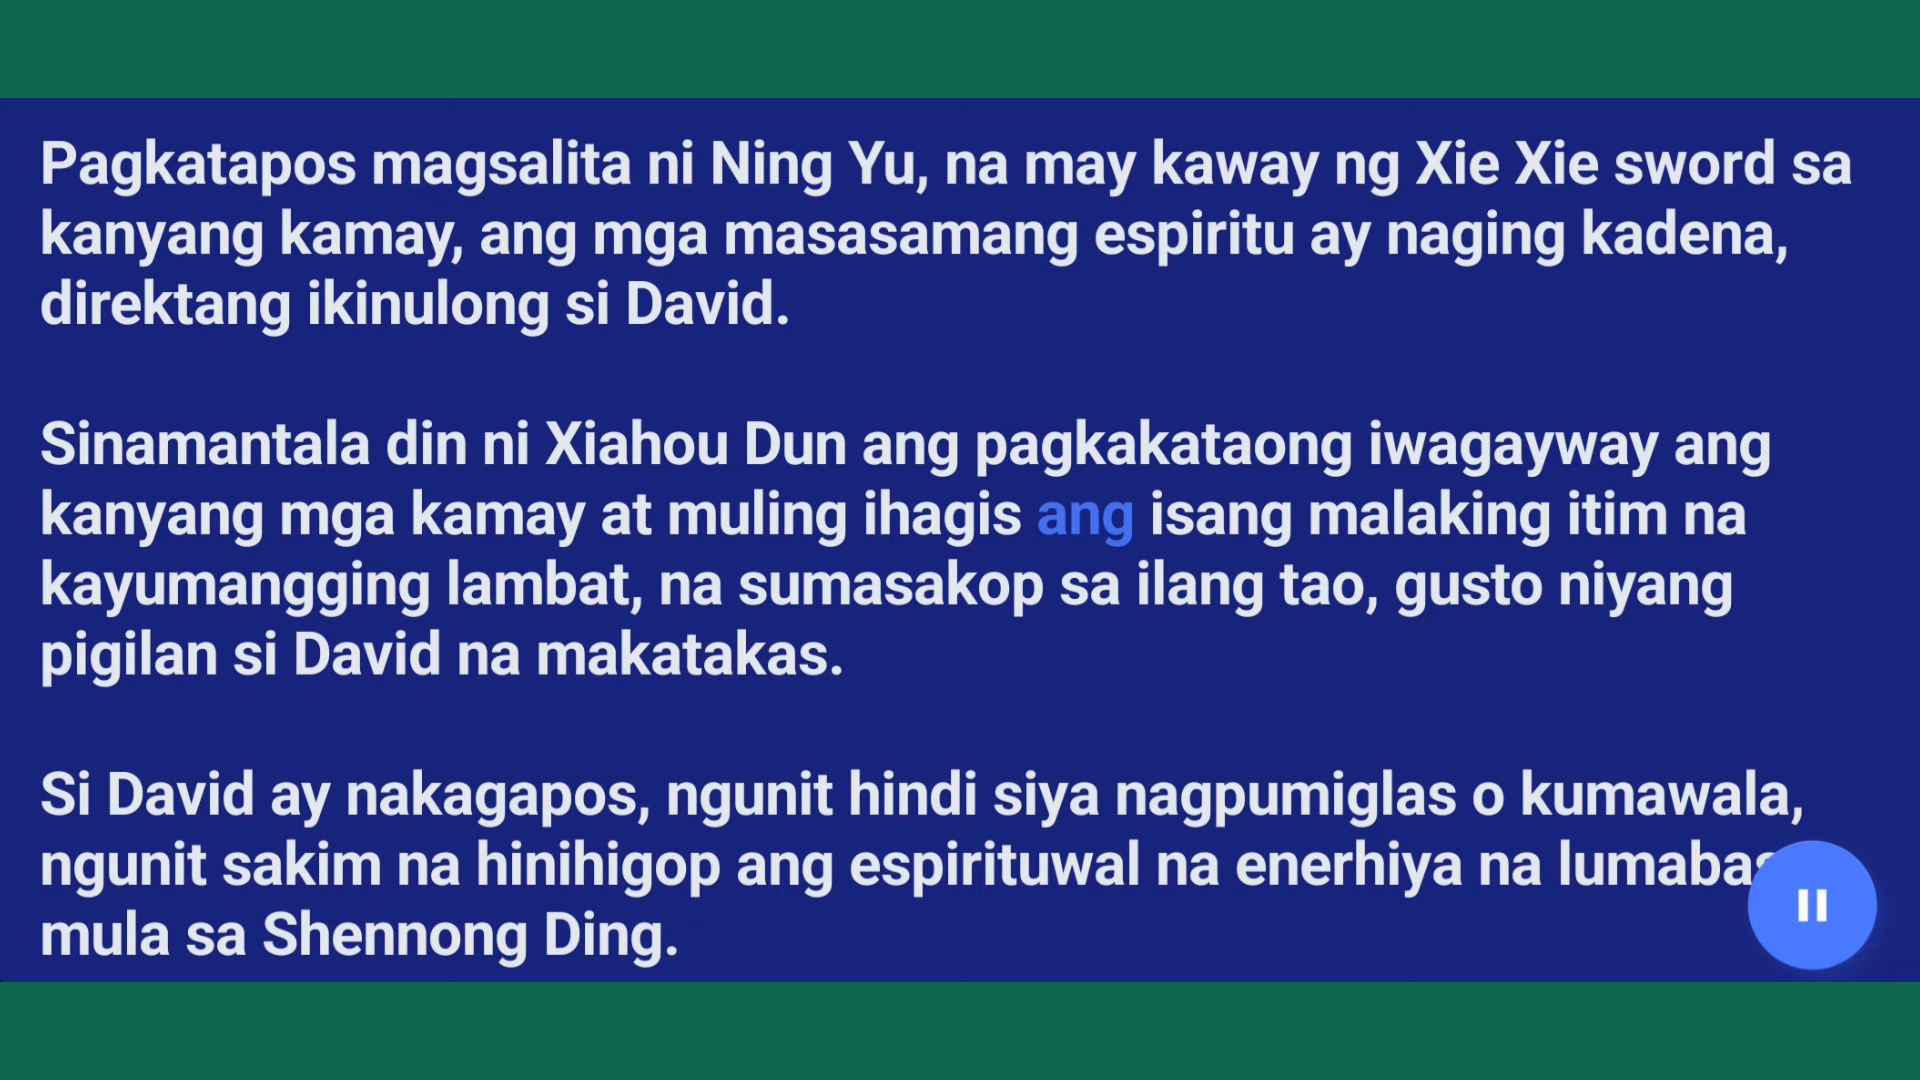 Pagkatapos magsalita ni Ning Yu, na may kaway ng Xie Xie sword sa
kanyang kamay, ang mga masasamang espiritu ay naging kadena,
direktang ikinulong si David.
Sinamantala din ni Xiahou Dun ang pagkakataong iwagayway ang
kanyang mga kamay at muling ihagis ang isang malaking itim na
kayumangging lambat, na sumasakop sa ilang tao, gusto niyang
pigilan si David na makatakas.
Si David ay nakagapos, ngunit hindi siya nagpumiglas o kumawala,
ngunit sakim na hinihigop ang espirituwal na enerhiya na lumabas
mula sa Shennong Ding.